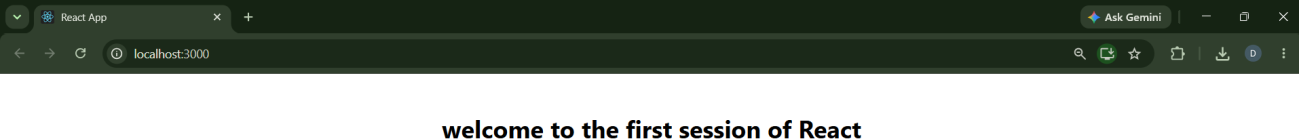 React App
Ask Gemini
localhost:3000
D
welcome to the first session of React